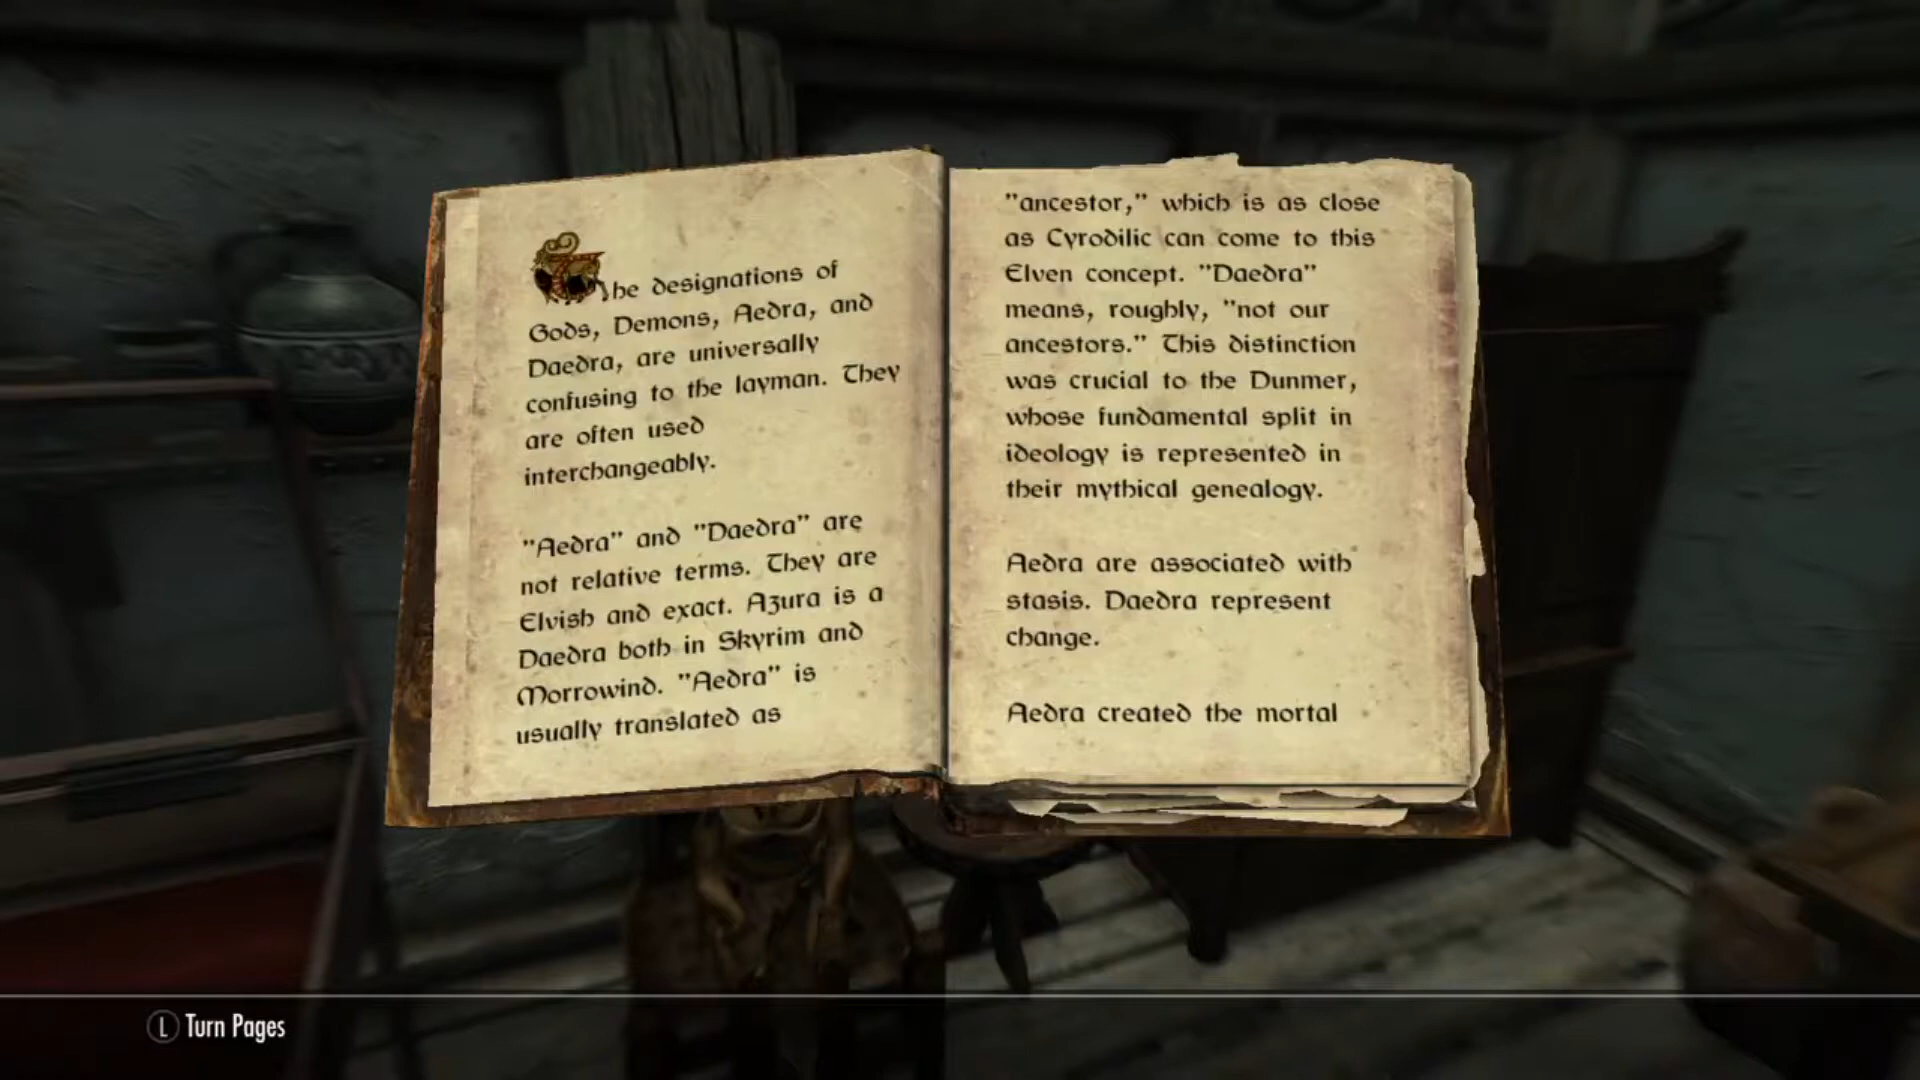 The designations of
Gods, Demons, Aedra, and
Daedra, are universally
confusing to the layman. They
are often used
interchangeably.
"Aedra" and "Daedra" are
not relative terms. They are
Elvish and exact. Azura is a
Daedra both in Skyrim and
Morrowind. "Aedra" is
usually translated as
"ancestor," which is as close
as Cyrodilic can come to this
Elven concept. "Daedra"
means, roughly, "not our
ancestors." This distinction
was crucial to the Dunmer,
whose fundamental split in
ideology is represented in
their mythical genealogy.
Aedra are associated with
stasis. Daedra represent
change.
Aedra created the mortal
L Turn Pages